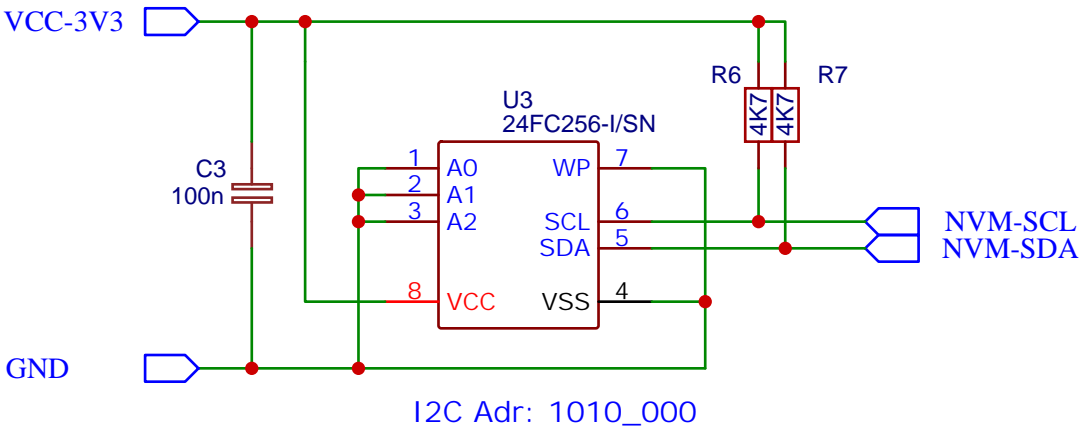 VCC-3V3
R6
R7
4K7
4K7
U3
24FC256-I/SN
C3
100n
1
A0
WP
7
2
A1
3
A2
SCL
6
NVM-SCL
SDA
5
NVM-SDA
8
VCC
VSS
4
GND
I2C Adr: 1010_000